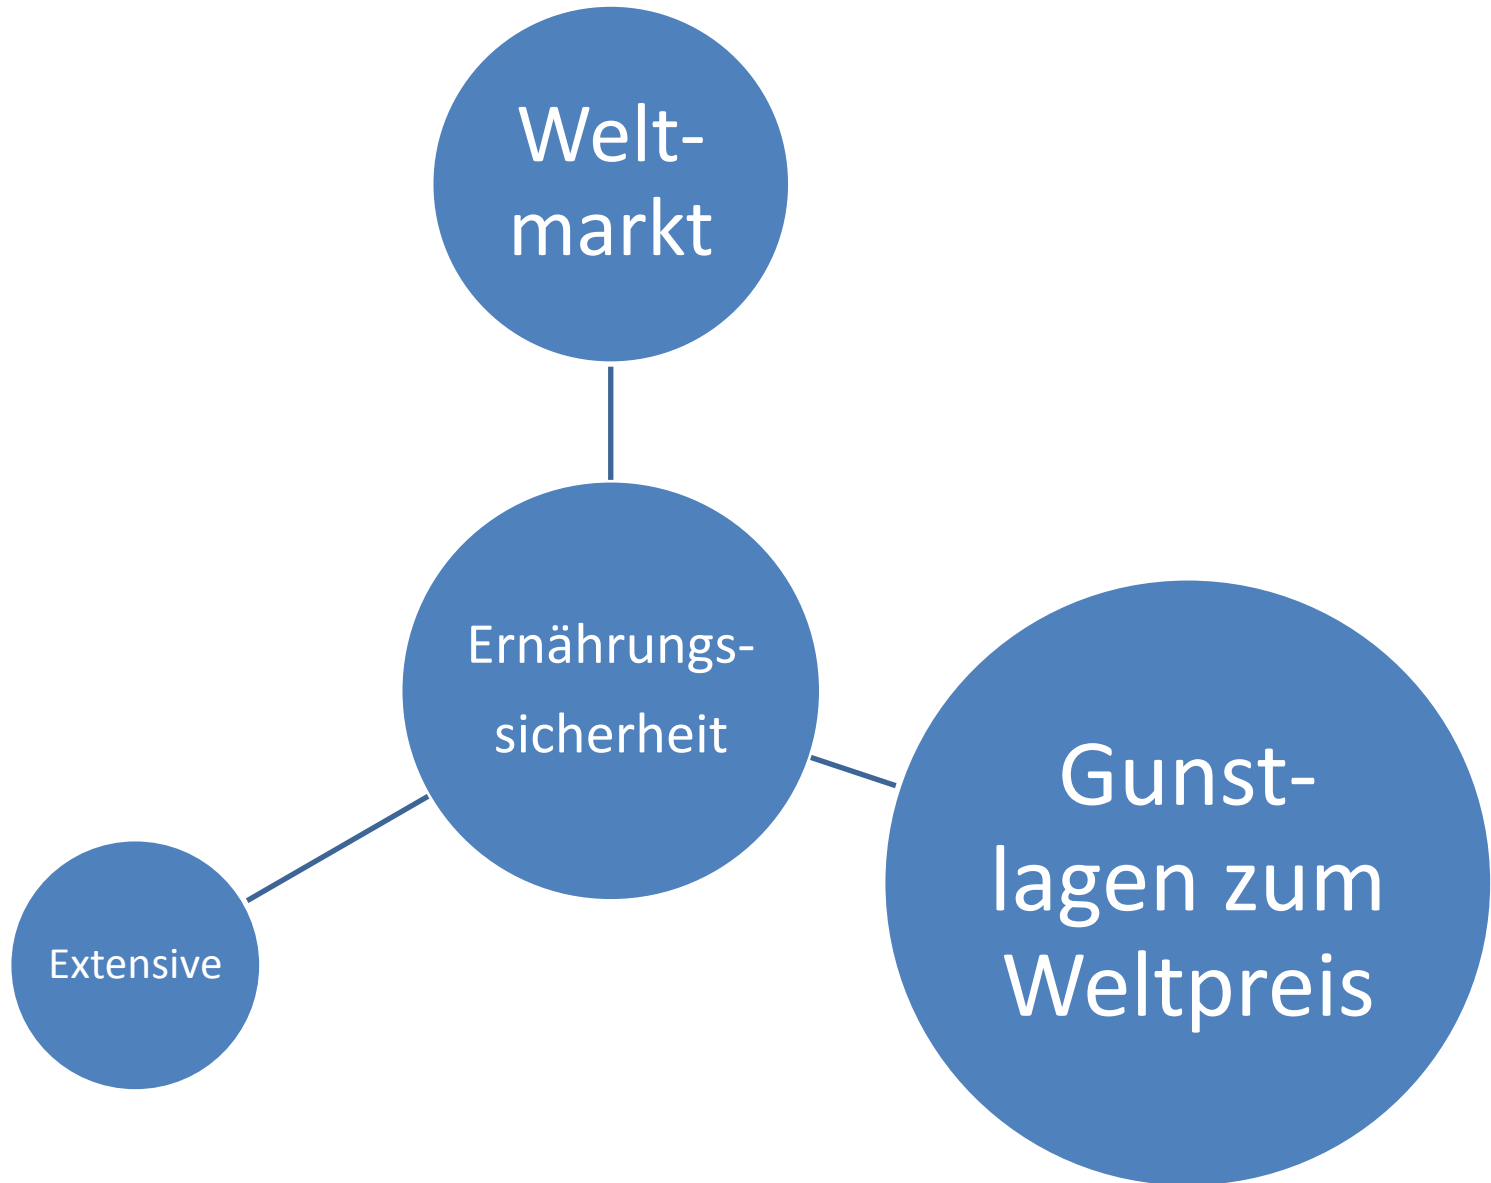 Welt-
markt
Ernährungs-
sicherheit
Gunst-
lagen zum
Weltpreis
Extensive